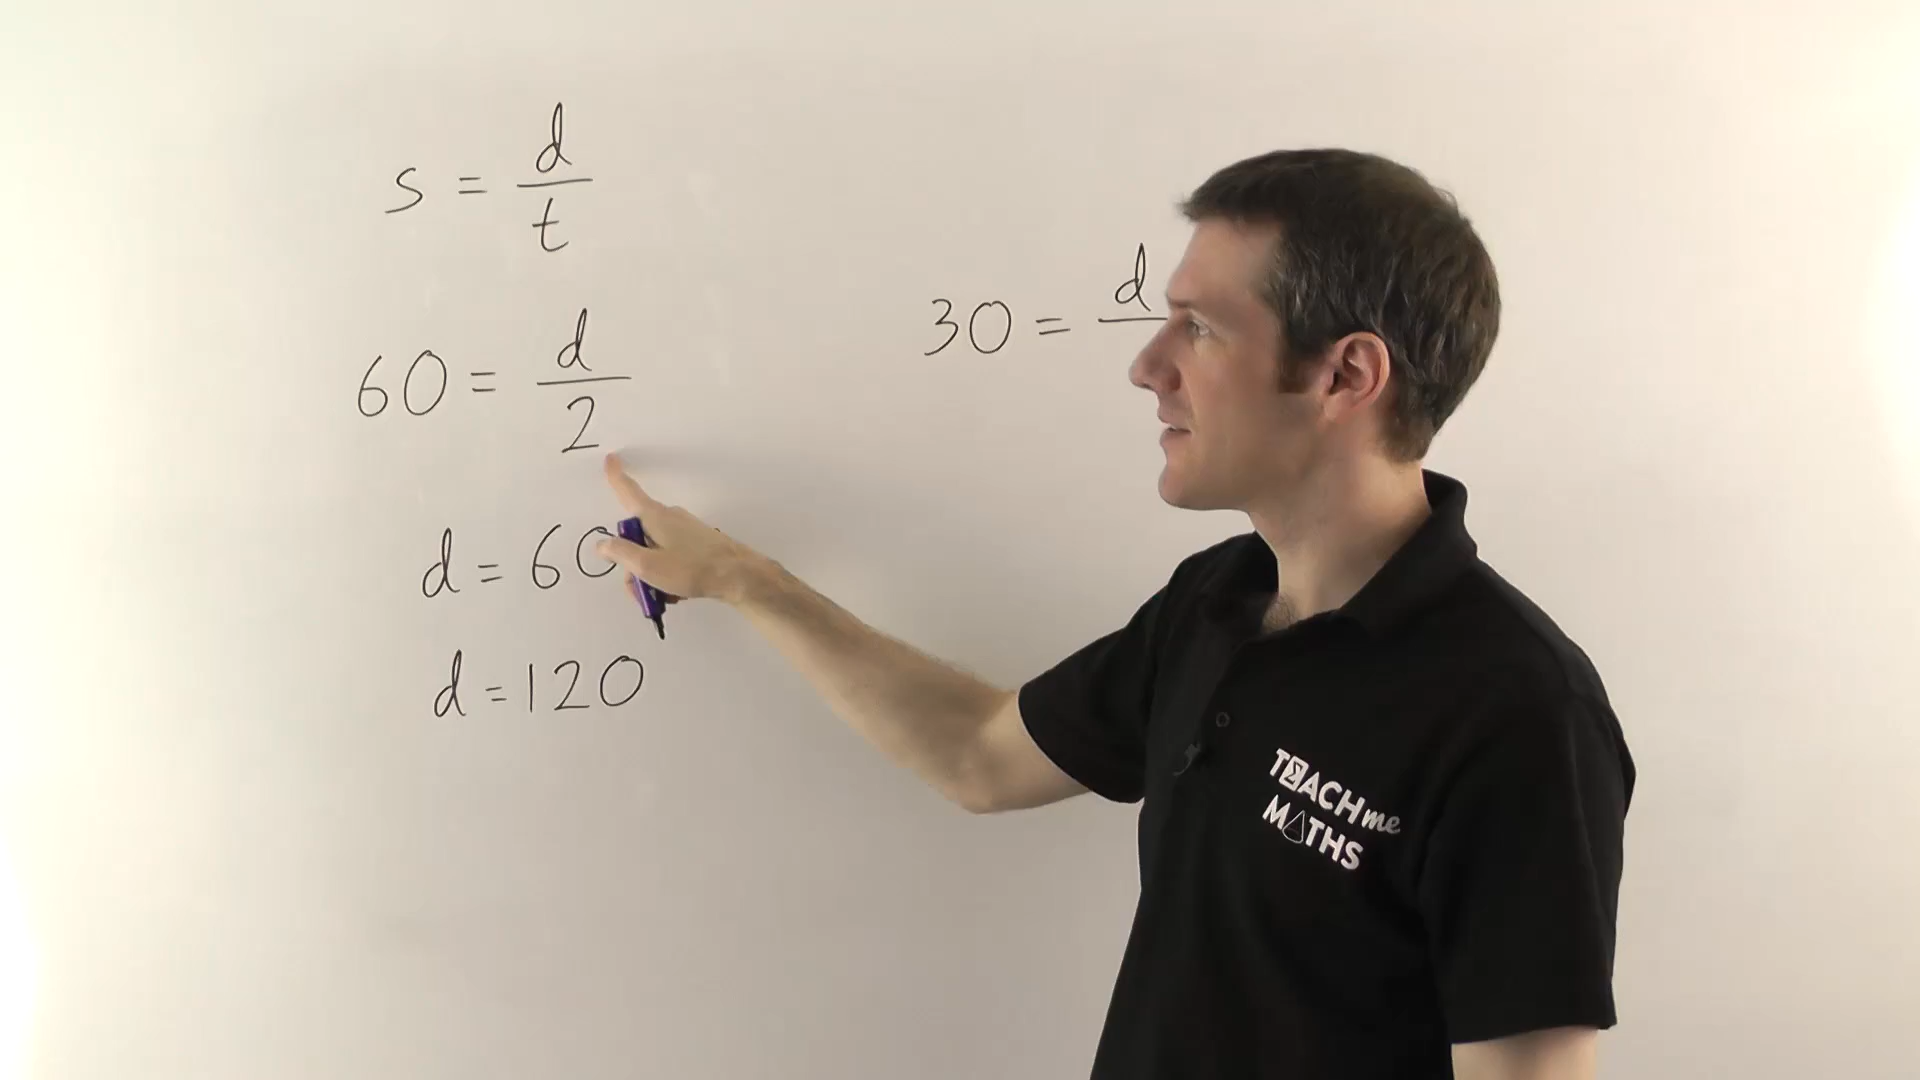 s = d/t
60 = d/2
d = 60
d = 120
30 = d
TEACH me
MATHS